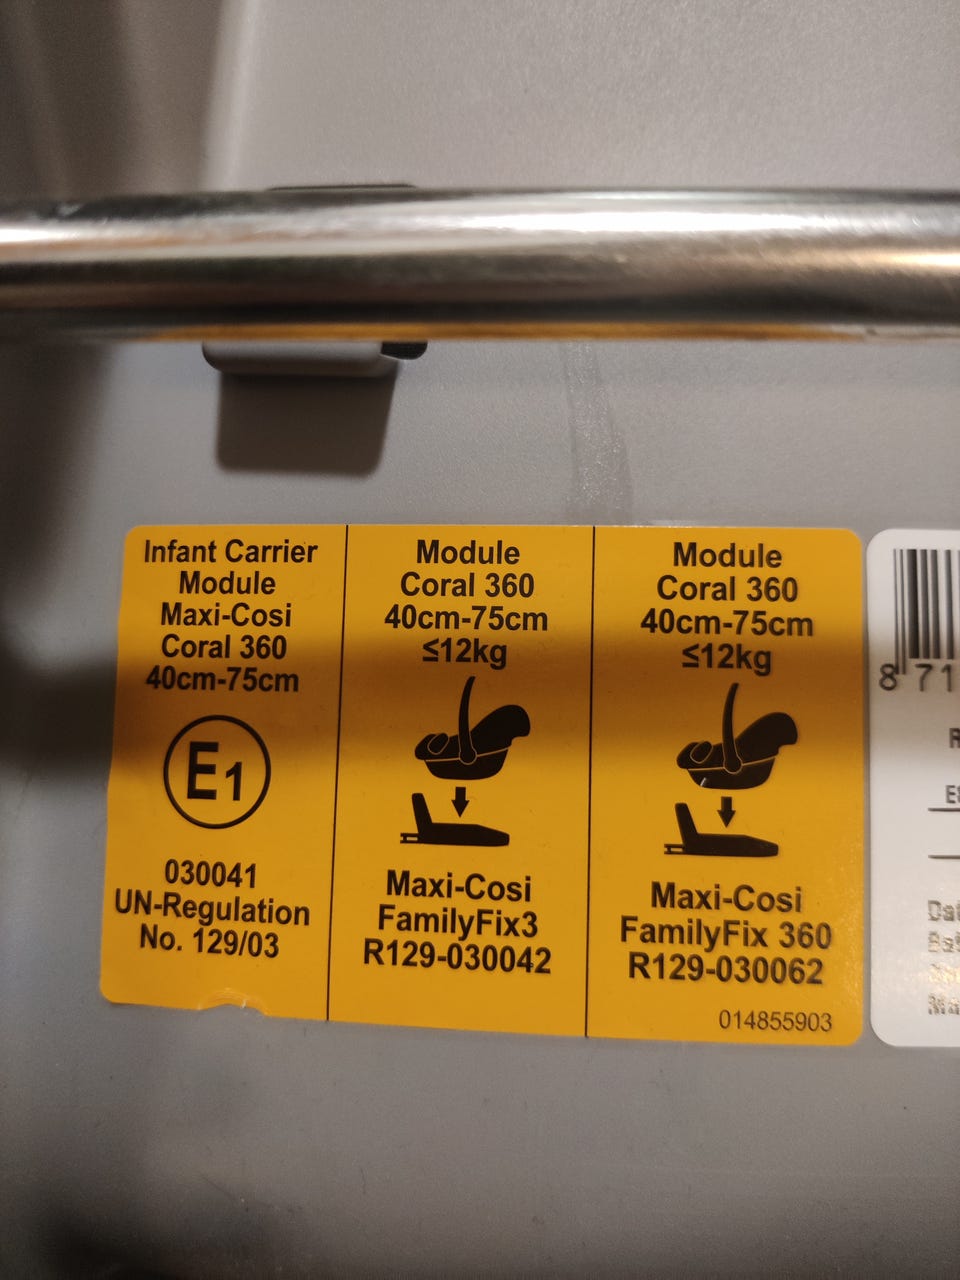 Infant Carrier
Module
Maxi-Cosi
Coral 360
40cm-75cm
E1
030041
UN-Regulation
No. 129/03
Module
Coral 360
40cm-75cm
≤12kg
Maxi-Cosi
FamilyFix3
R129-030042
Module
Coral 360
40cm-75cm
≤12kg
Maxi-Cosi
FamilyFix 360
R129-030062
014855903
8 71